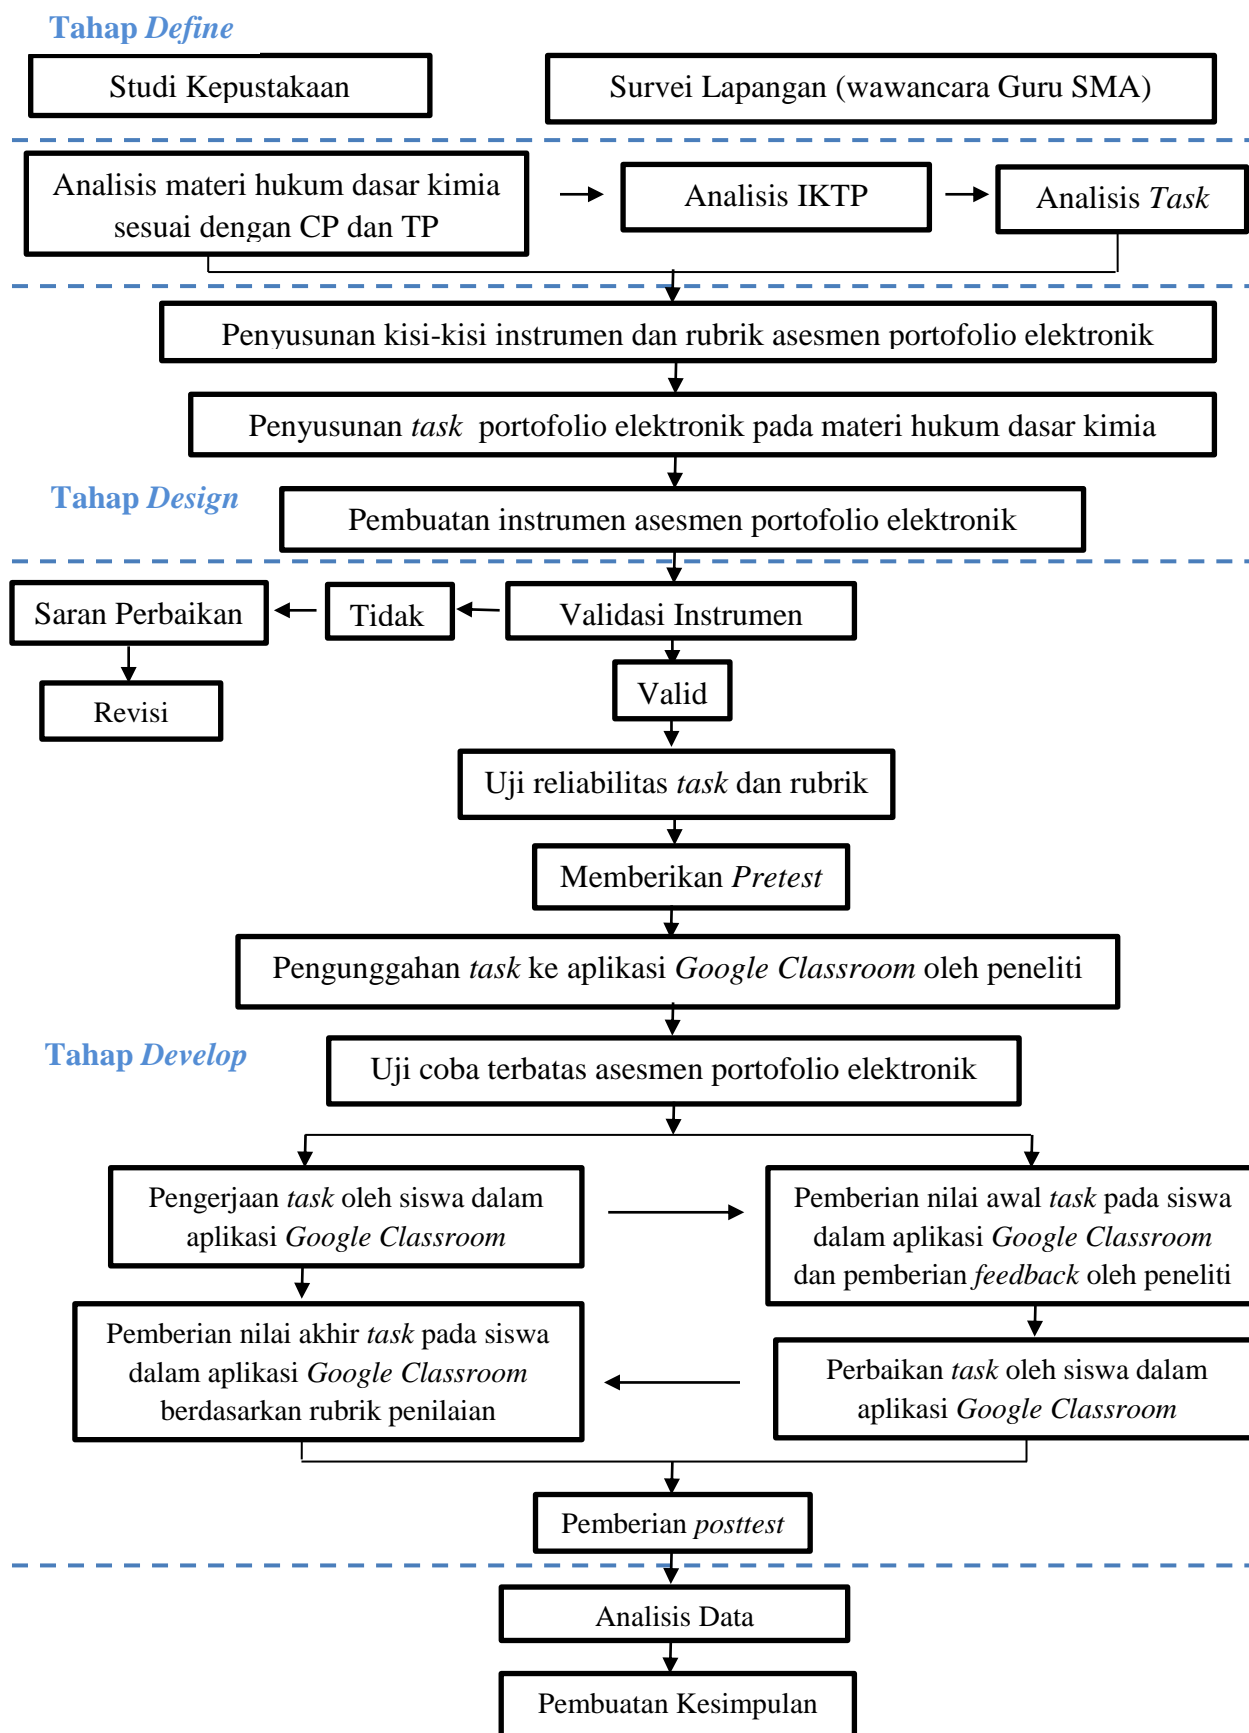 Tahap Define
Studi Kepustakaan
Survei Lapangan (wawancara Guru SMA)
Analisis materi hukum dasar kimia
sesuai dengan CP dan TP
Analisis IKTP
Analisis Task
Penyusunan kisi-kisi instrumen dan rubrik asesmen portofolio elektronik
Penyusunan task portofolio elektronik pada materi hukum dasar kimia
Tahap Design
Pembuatan instrumen asesmen portofolio elektronik
Saran Perbaikan
Tidak
Validasi Instrumen
Revisi
Valid
Uji reliabilitas task dan rubrik
Memberikan Pretest
Pengunggahan task ke aplikasi Google Classroom oleh peneliti
Tahap Develop
Uji coba terbatas asesmen portofolio elektronik
Pengerjaan task oleh siswa dalam
aplikasi Google Classroom
Pemberian nilai awal task pada siswa
dalam aplikasi Google Classroom
dan pemberian feedback oleh peneliti
Pemberian nilai akhir task pada siswa
dalam aplikasi Google Classroom
berdasarkan rubrik penilaian
Perbaikan task oleh siswa dalam
aplikasi Google Classroom
Pemberian posttest
Analisis Data
Pembuatan Kesimpulan